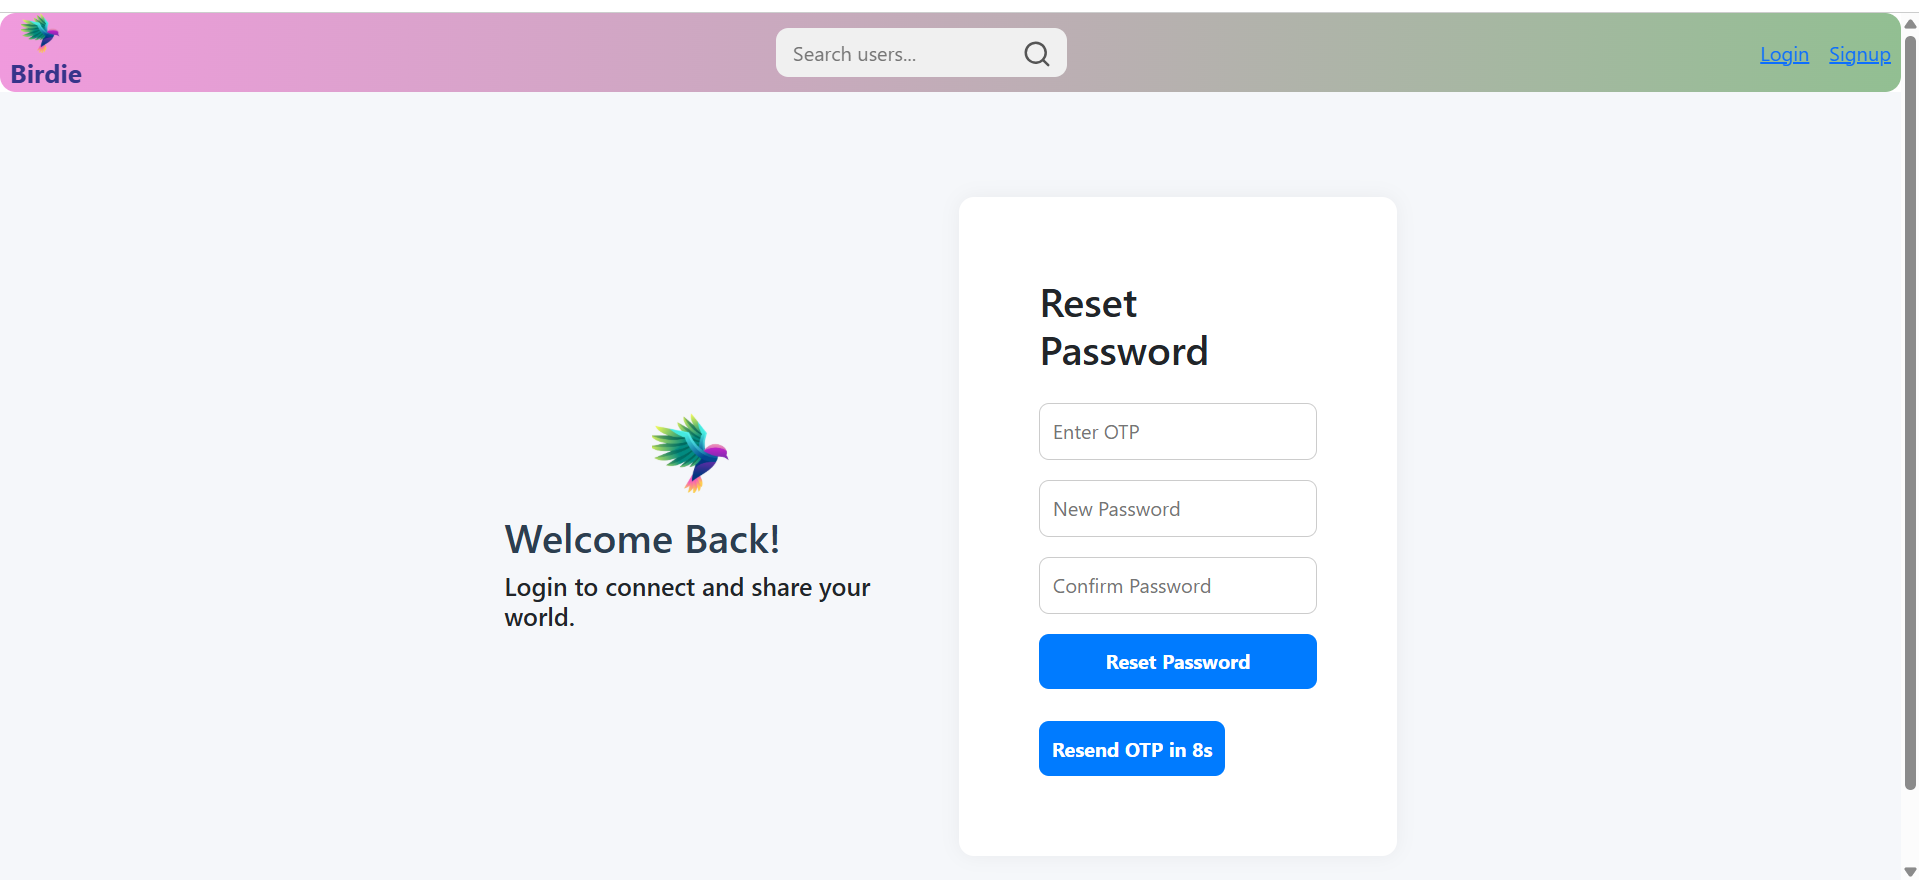 Birdie
Search users...
Login
Signup
Welcome Back!
Login to connect and share your
world.
Reset
Password
Enter OTP
New Password
Confirm Password
Reset Password
Resend OTP in 8s